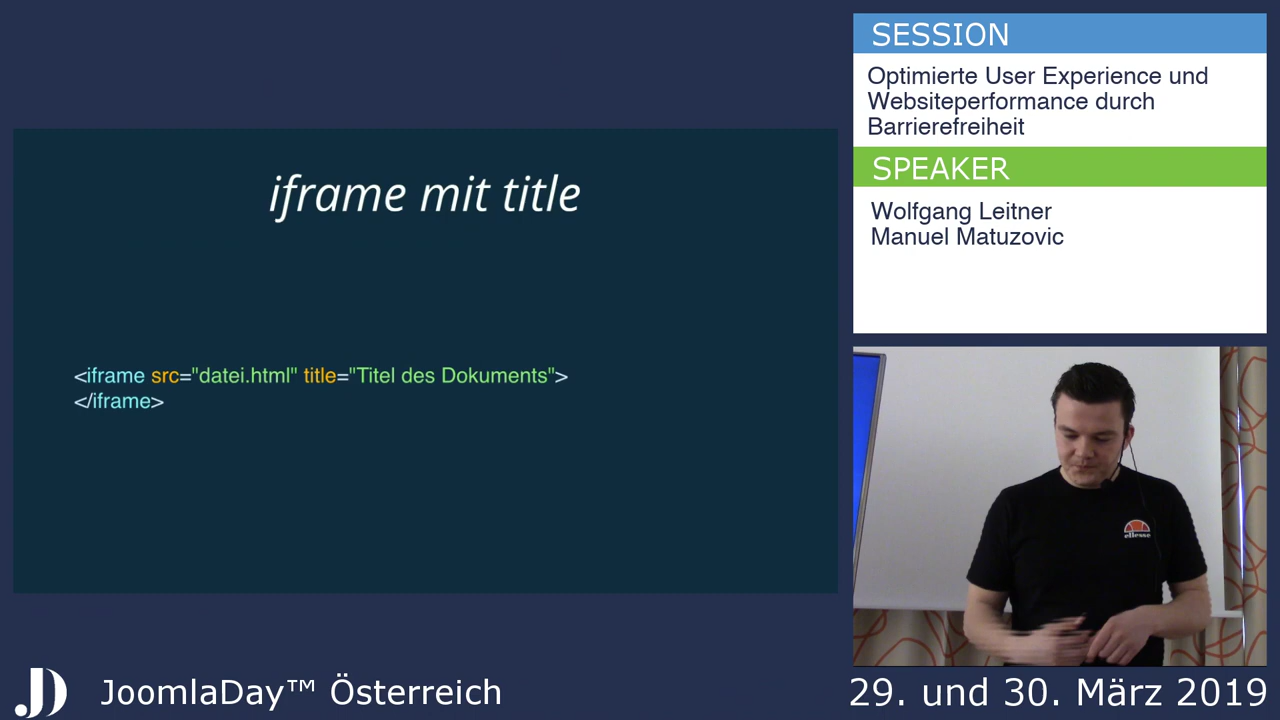 iframe mit title
<iframe src="datei.html" title="Titel des Dokuments">
</iframe>
SESSION
Optimierte User Experience und
Websiteperformance durch
Barrierefreiheit
SPEAKER
Wolfgang Leitner
Manuel Matuzovic
ellesse
JD JoomlaDay™ Österreich
29. und 30. März 2019